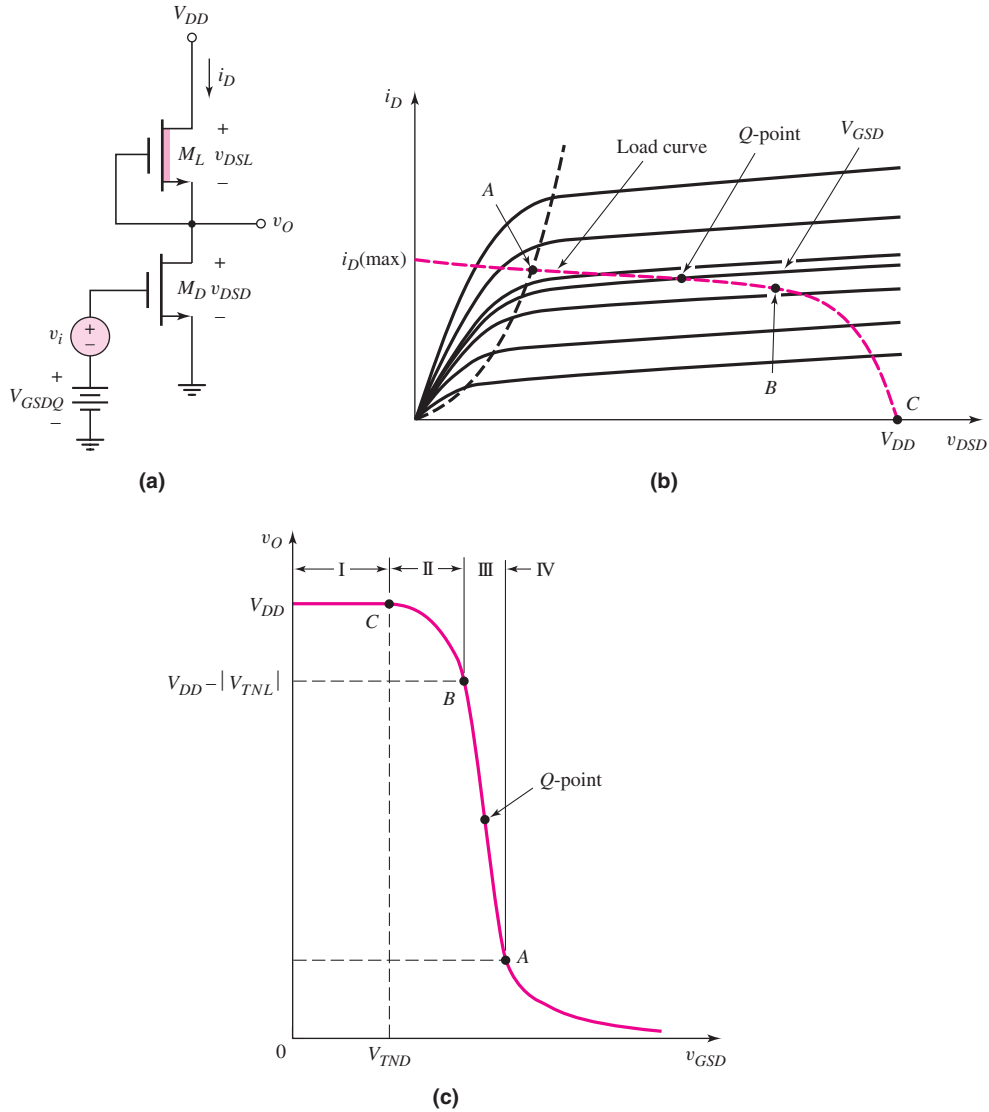 V_DD
i_D
+
M_L v_DSL
−
v_O
+
M_D v_DSD
−
v_i
+
−
+
V_GSDQ
−
(a)
i_D
Load curve
Q-point
V_GSD
A
i_D(max)
B
C
V_DD
v_DSD
(b)
v_O
I II III IV
V_DD
C
V_DD − |V_TNL|
B
Q-point
A
0
V_TND
v_GSD
(c)